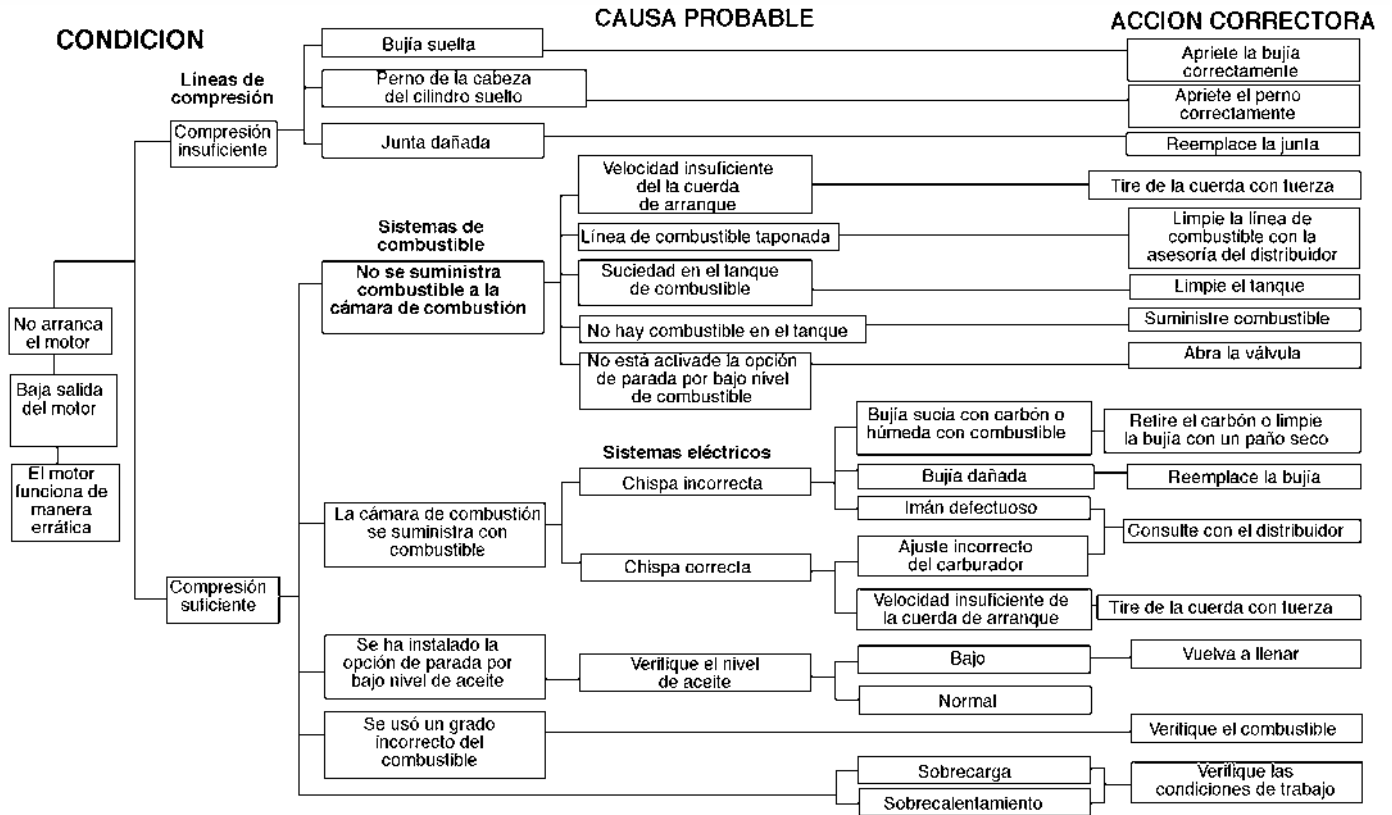 CONDICION
CAUSA PROBABLE
ACCION CORRECTORA
Líneas de
compresión
Compresión
insuficiente
Bujía suelta
Apriete la bujía
correctamente
Perno de la cabeza
del cilindro suelto
Apriete el perno
correctamente
Junta dañada
Reemplace la junta
No arranca
el motor
Baja salida
del motor
El motor
funciona de
manera
errática
Compresión
suficiente
Sistemas de
combustible
No se suministra
combustible a la
cámara de combustión
Velocidad insuficiente
del la cuerda
de arranque
Tire de la cuerda con fuerza
Línea de combustible taponada
Limpie la línea de
combustible con la
asesoría del distribuidor
Suciedad en el tanque
de combustible
Limpie el tanque
No hay combustible en el tanque
Suministre combustible
No está activade la opción
de parada por bajo nivel
de combustible
Abra la válvula
Sistemas eléctricos
La cámara de combustión
se suministra con
combustible
Chispa incorrecta
Bujía sucía con carbón o
húmeda con combustible
Retire el carbón o limpie
la bujía con un paño seco
Bujía dañada
Reemplace la bujía
Imán defectuoso
Consulte con el distribuidor
Chispa correcta
Ajuste incorrecto
del carburador
Velocidad insuficiente de
la cuerda de arranque
Tire de la cuerda con fuerza
Se ha instalado la
opción de parada por
bajo nivel de aceite
Verifique el nivel
de aceite
Bajo
Vuelva a llenar
Normal
Se usó un grado
incorrecto del
combustible
Verifique el combustible
Sobrecarga
Sobrecalentamiento
Verifique las
condiciones de trabajo